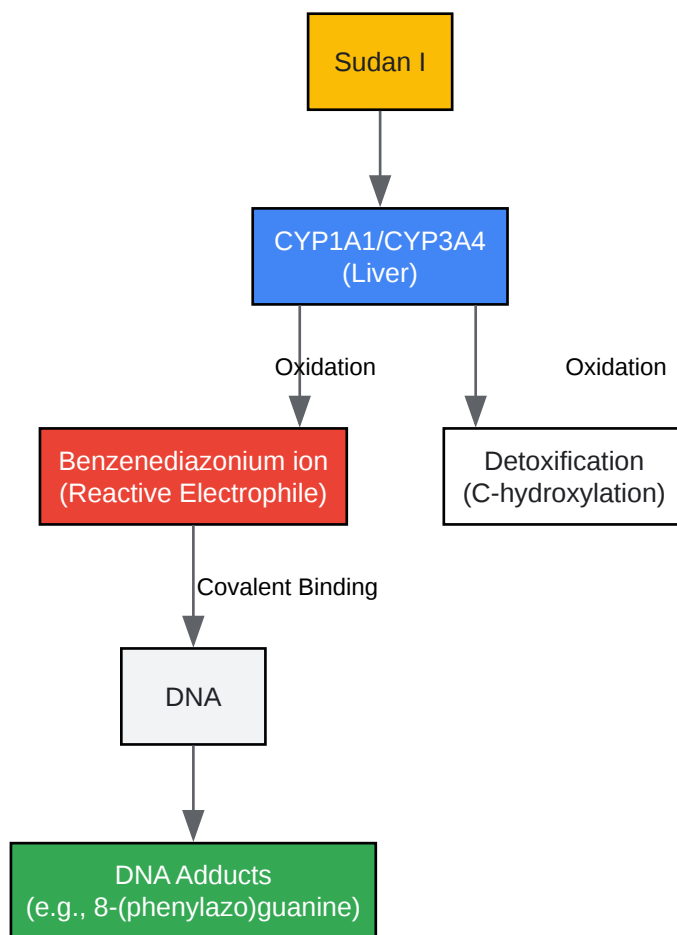 Sudan I
CYP1A1/CYP3A4
(Liver)
Oxidation
Oxidation
Benzenediazonium ion
(Reactive Electrophile)
Detoxification
(C-hydroxylation)
Covalent Binding
DNA
DNA Adducts
(e.g., 8-(phenylazo)guanine)